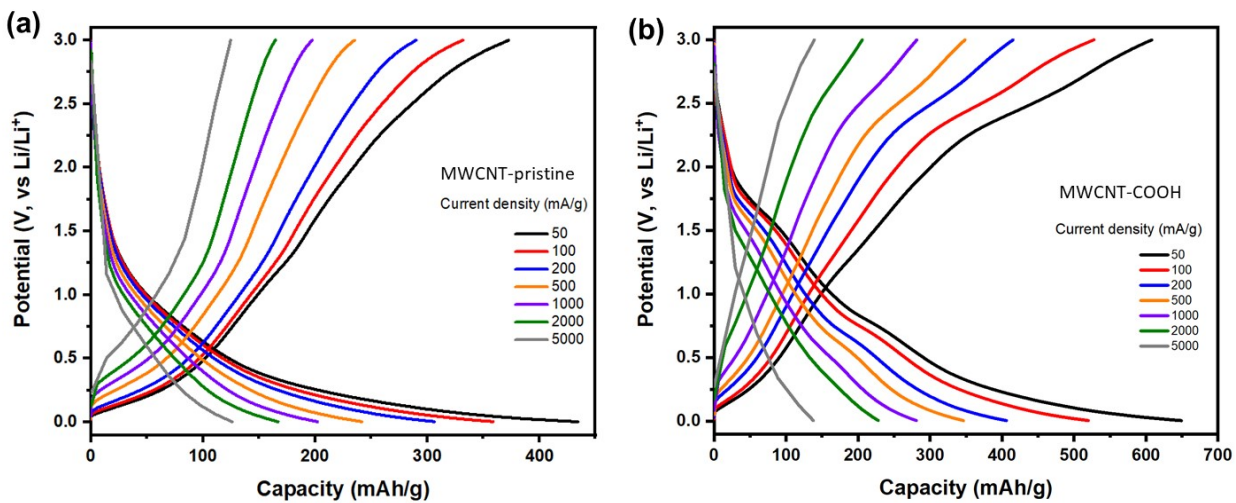 (a)
3.0
2.5
2.0
1.5
1.0
0.5
0.0
Potential (V, vs Li/Li⁺)
MWCNT-pristine
Current density (mA/g)
50
100
200
500
1000
2000
5000
0 100 200 300 400
Capacity (mAh/g)
(b)
3.0
2.5
2.0
1.5
1.0
0.5
0.0
Potential (V, vs Li/Li⁺)
MWCNT-COOH
Current density (mA/g)
50
100
200
500
1000
2000
5000
0 100 200 300 400 500 600 700
Capacity (mAh/g)